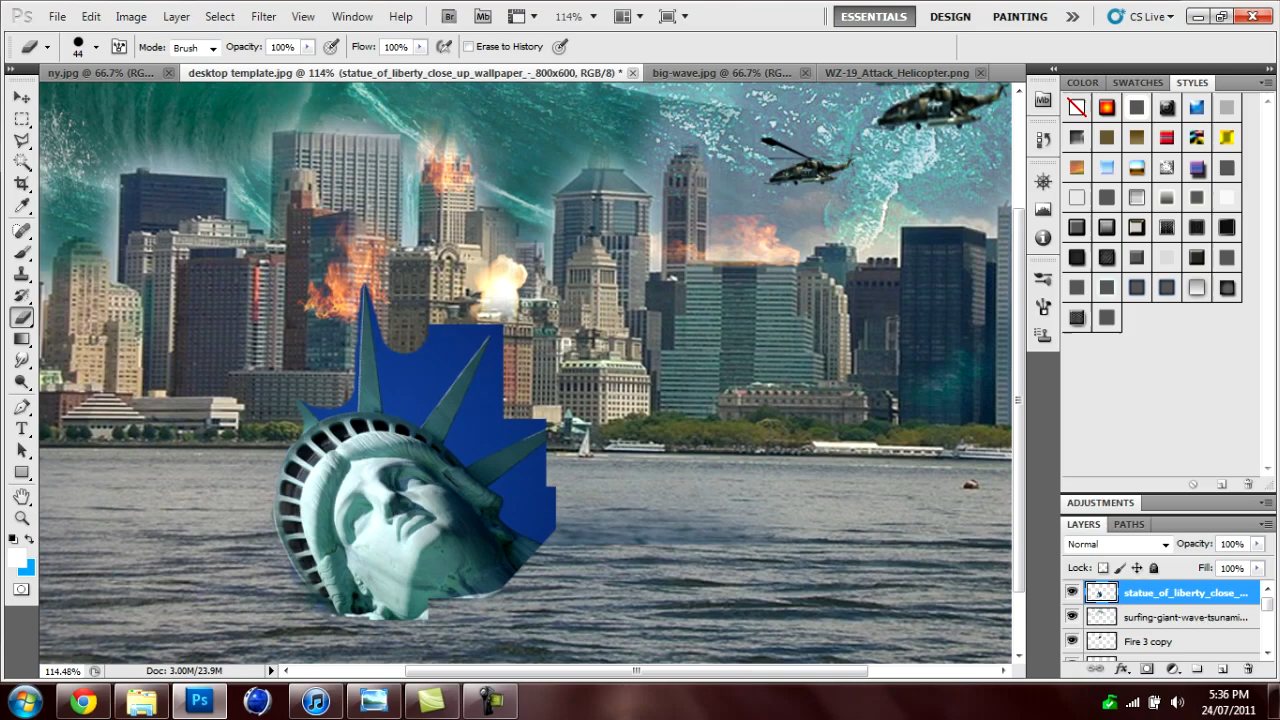 Ps File Edit Image Layer Select Filter View Window Help Br Mb 114% ESSENTIALS DESIGN PAINTING CS Live
44 Mode: Brush Opacity: 100% Flow: 100% Erase to History
ny.jpg @ 66.7% (RG... desktop template.jpg @ 114% (statue_of_liberty_close_up_wallpaper_-_800x600, RGB/8) * big-wave.jpg @ 66.7% (RG... WZ-19_Attack_Helicopter.png
COLOR SWATCHES STYLES
Mb
T
ADJUSTMENTS
LAYERS PATHS
Normal Opacity: 100%
Lock: Fill: 100%
statue_of_liberty_close_...
surfing-giant-wave-tsunami...
Fire 3 copy
114.48% Doc: 3.00M/23.9M
Ps
5:36 PM
24/07/2011